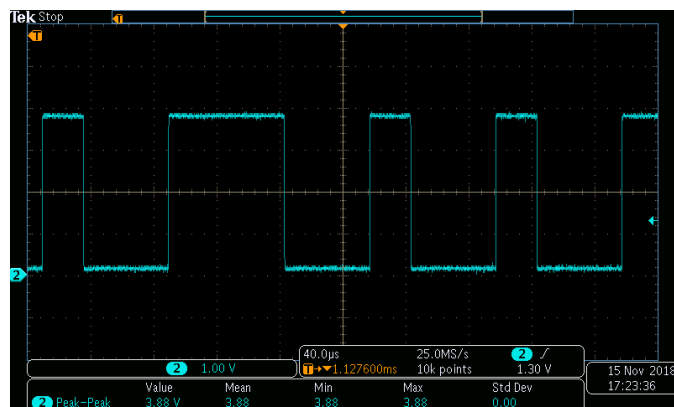 Tek Stop
T
T
2
2 1.00 V
40.0µs 25.0MS/s 2
T→▼1.127600ms 10k points 1.30 V
15 Nov 2018
17:23:36
Value Mean Min Max Std Dev
2 Peak-Peak 3.88 V 3.88 3.88 3.88 0.00